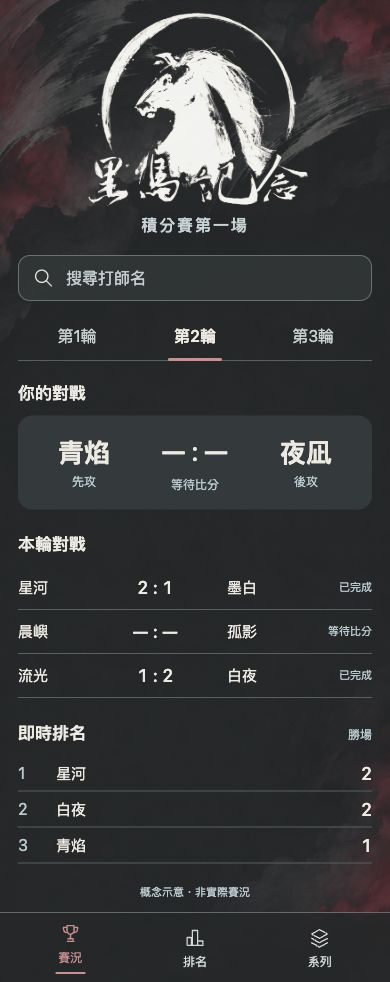 黑馬記念
積分賽第一場
搜尋打師名
第1輪 第2輪 第3輪
你的對戰
青焰 一:一 夜凪
先攻 等待比分 後攻
本輪對戰
星河 2:1 墨白 已完成
晨嶼 一:一 孤影 等待比分
流光 1:2 白夜 已完成
即時排名 勝場
1 星河 2
2 白夜 2
3 青焰 1
概念示意·非實際賽況
賽況 排名 系列